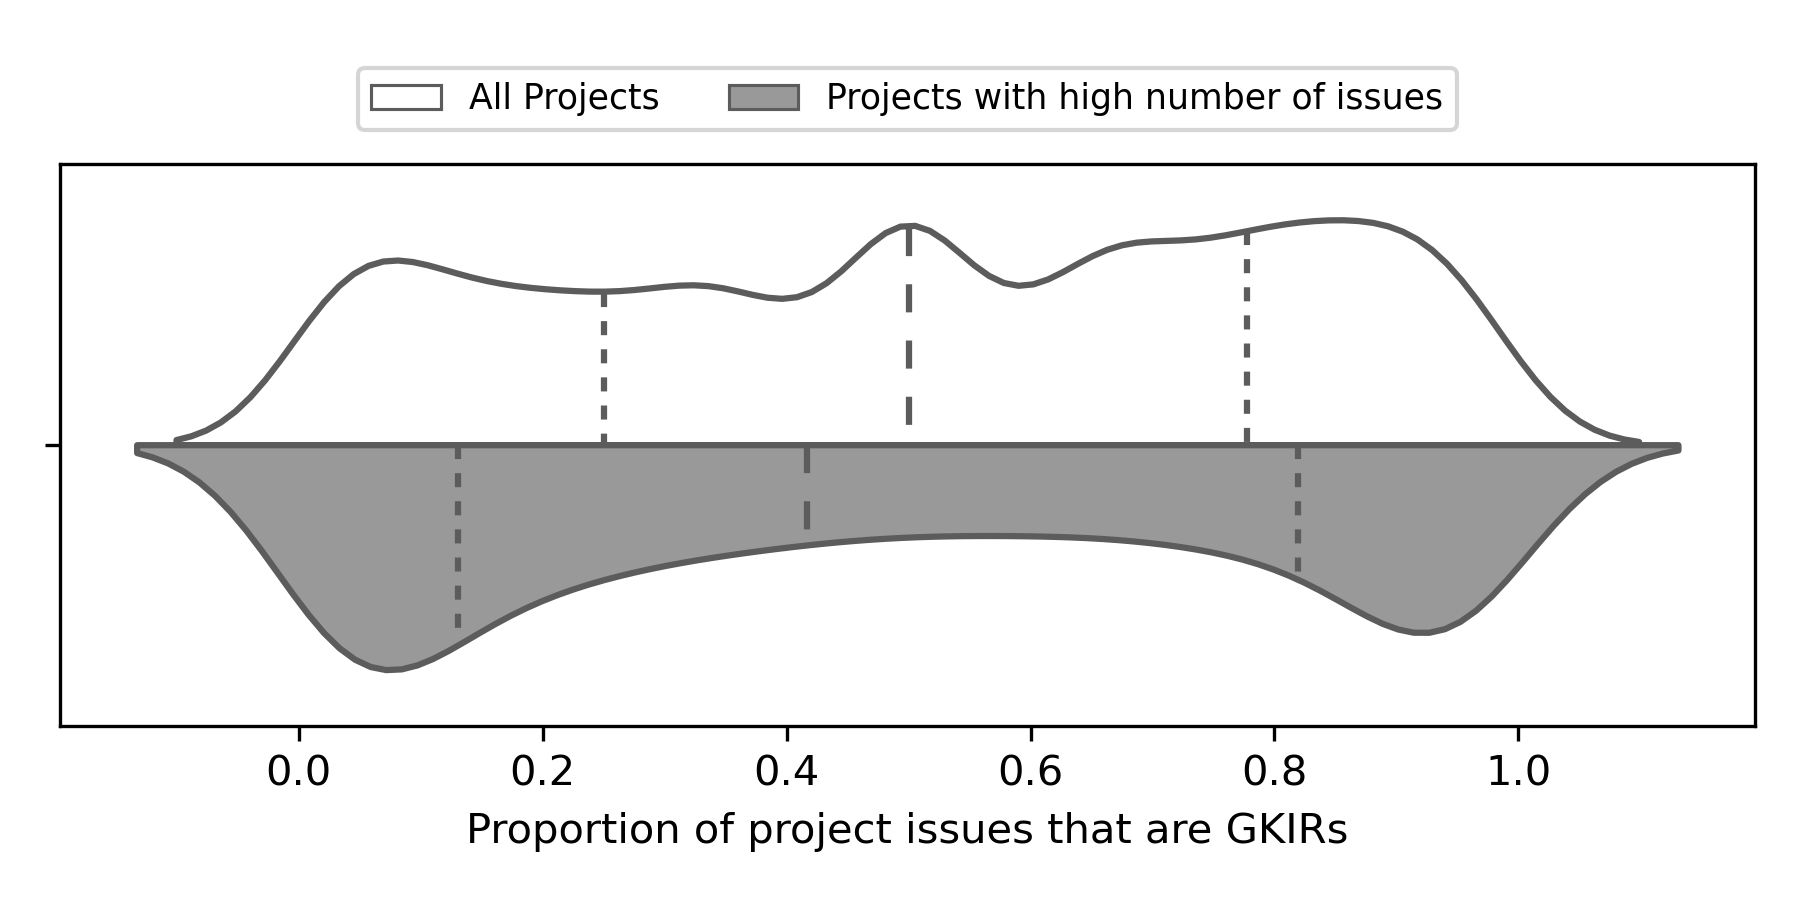 All Projects Projects with high number of issues
0.0 0.2 0.4 0.6 0.8 1.0
Proportion of project issues that are GKIRs